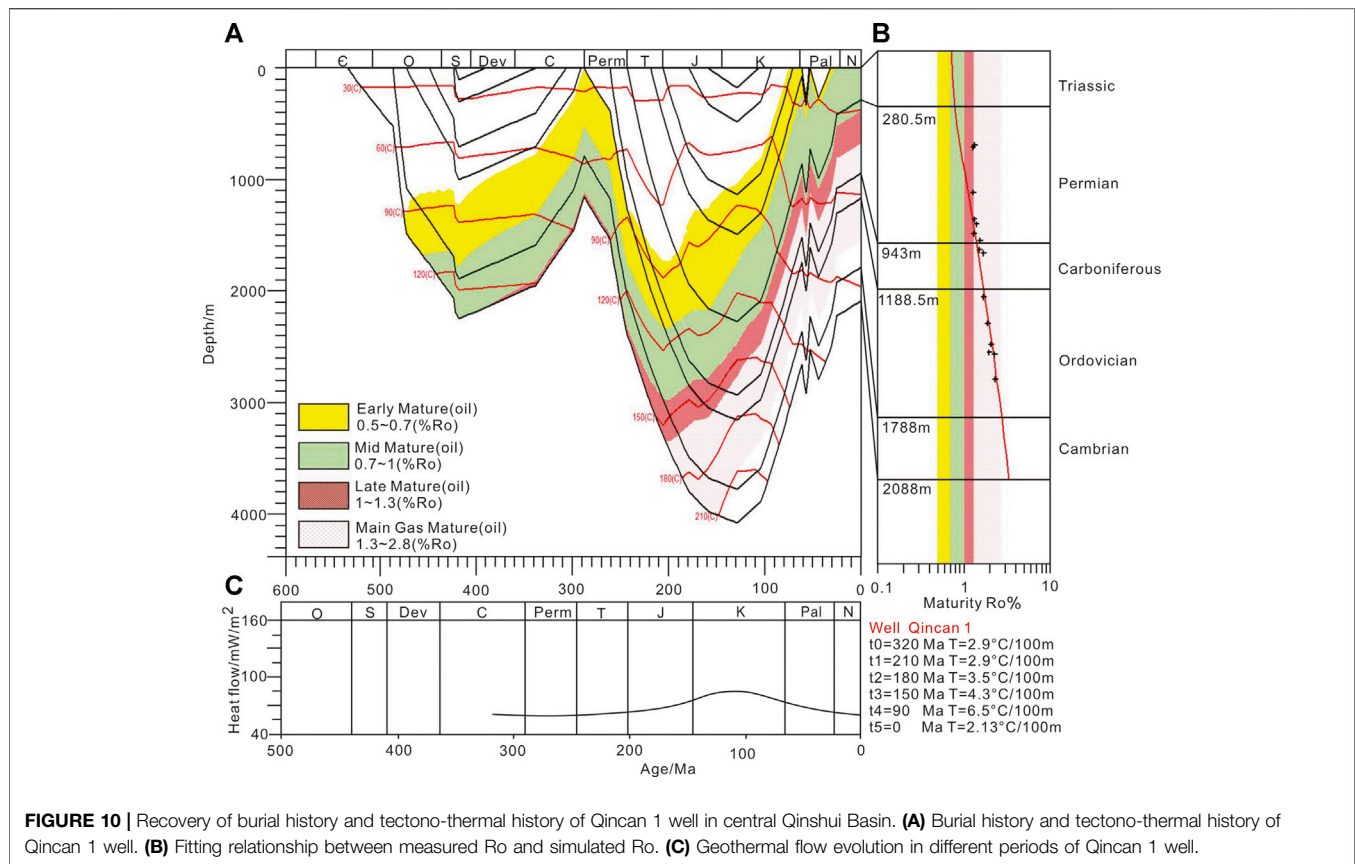 A
B
Є O S Dev C Perm T J K Pal N
0
1000
2000
3000
4000
Depth/m
30(C)
60(C)
90(C)
120(C)
90(C)
120(C)
150(C)
180(C)
210(C)
Early Mature(oil)
0.5~0.7(%Ro)
Mid Mature(oil)
0.7~1(%Ro)
Late Mature(oil)
1~1.3(%Ro)
Main Gas Mature(oil)
1.3~2.8(%Ro)
600 500 400 300 200 100 0
Triassic
280.5m
Permian
943m
Carboniferous
1188.5m
Ordovician
1788m
Cambrian
2088m
0.1 1 10
Maturity Ro%
C
O S Dev C Perm T J K Pal N
160
100
40
Heat flow/mW/m²
500 400 300 200 100 0
Age/Ma
Well Qincan 1
t0=320 Ma T=2.9°C/100m
t1=210 Ma T=2.9°C/100m
t2=180 Ma T=3.5°C/100m
t3=150 Ma T=4.3°C/100m
t4=90 Ma T=6.5°C/100m
t5=0 Ma T=2.13°C/100m
FIGURE 10 | Recovery of burial history and tectono-thermal history of Qincan 1 well in central Qinshui Basin. (A) Burial history and tectono-thermal history of
Qincan 1 well. (B) Fitting relationship between measured Ro and simulated Ro. (C) Geothermal flow evolution in different periods of Qincan 1 well.